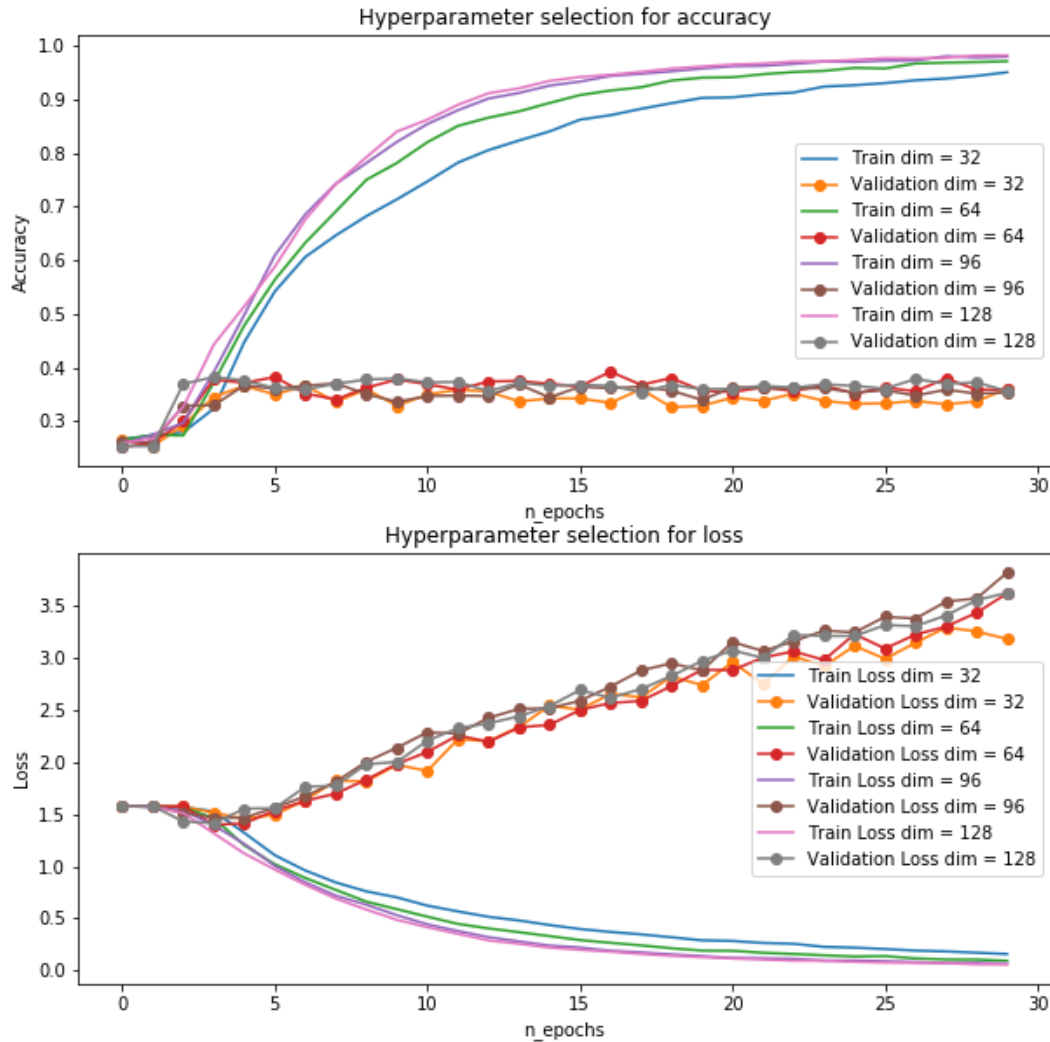 Hyperparameter selection for accuracy
1.0
0.9
0.8
0.7
0.6
0.5
0.4
0.3
Accuracy
Train dim = 32
Validation dim = 32
Train dim = 64
Validation dim = 64
Train dim = 96
Validation dim = 96
Train dim = 128
Validation dim = 128
0 5 10 15 20 25 30
n_epochs
Hyperparameter selection for loss
3.5
3.0
2.5
2.0
1.5
1.0
0.5
0.0
Loss
Train Loss dim = 32
Validation Loss dim = 32
Train Loss dim = 64
Validation Loss dim = 64
Train Loss dim = 96
Validation Loss dim = 96
Train Loss dim = 128
Validation Loss dim = 128
0 5 10 15 20 25 30
n_epochs